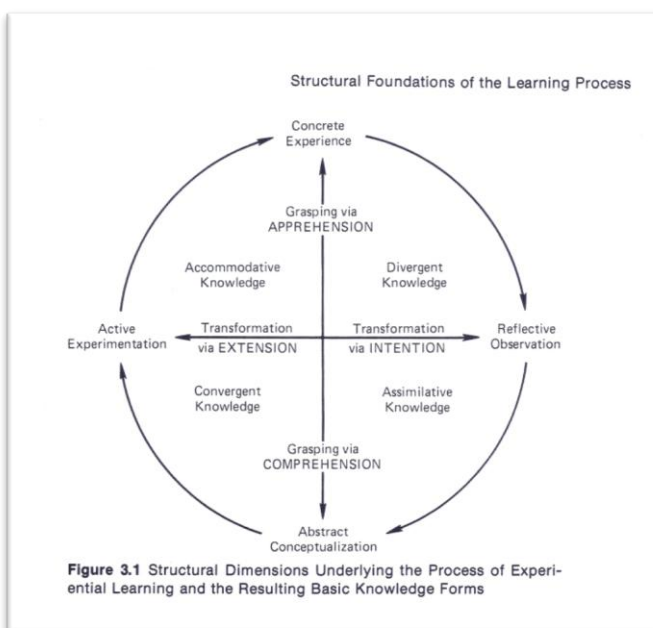 Structural Foundations of the Learning Process
Concrete
Experience
Grasping via
APPREHENSION
Accommodative
Knowledge
Divergent
Knowledge
Active
Experimentation
Transformation
via EXTENSION
Transformation
via INTENTION
Reflective
Observation
Convergent
Knowledge
Assimilative
Knowledge
Grasping via
COMPREHENSION
Abstract
Conceptualization
Figure 3.1 Structural Dimensions Underlying the Process of Experi-
ential Learning and the Resulting Basic Knowledge Forms